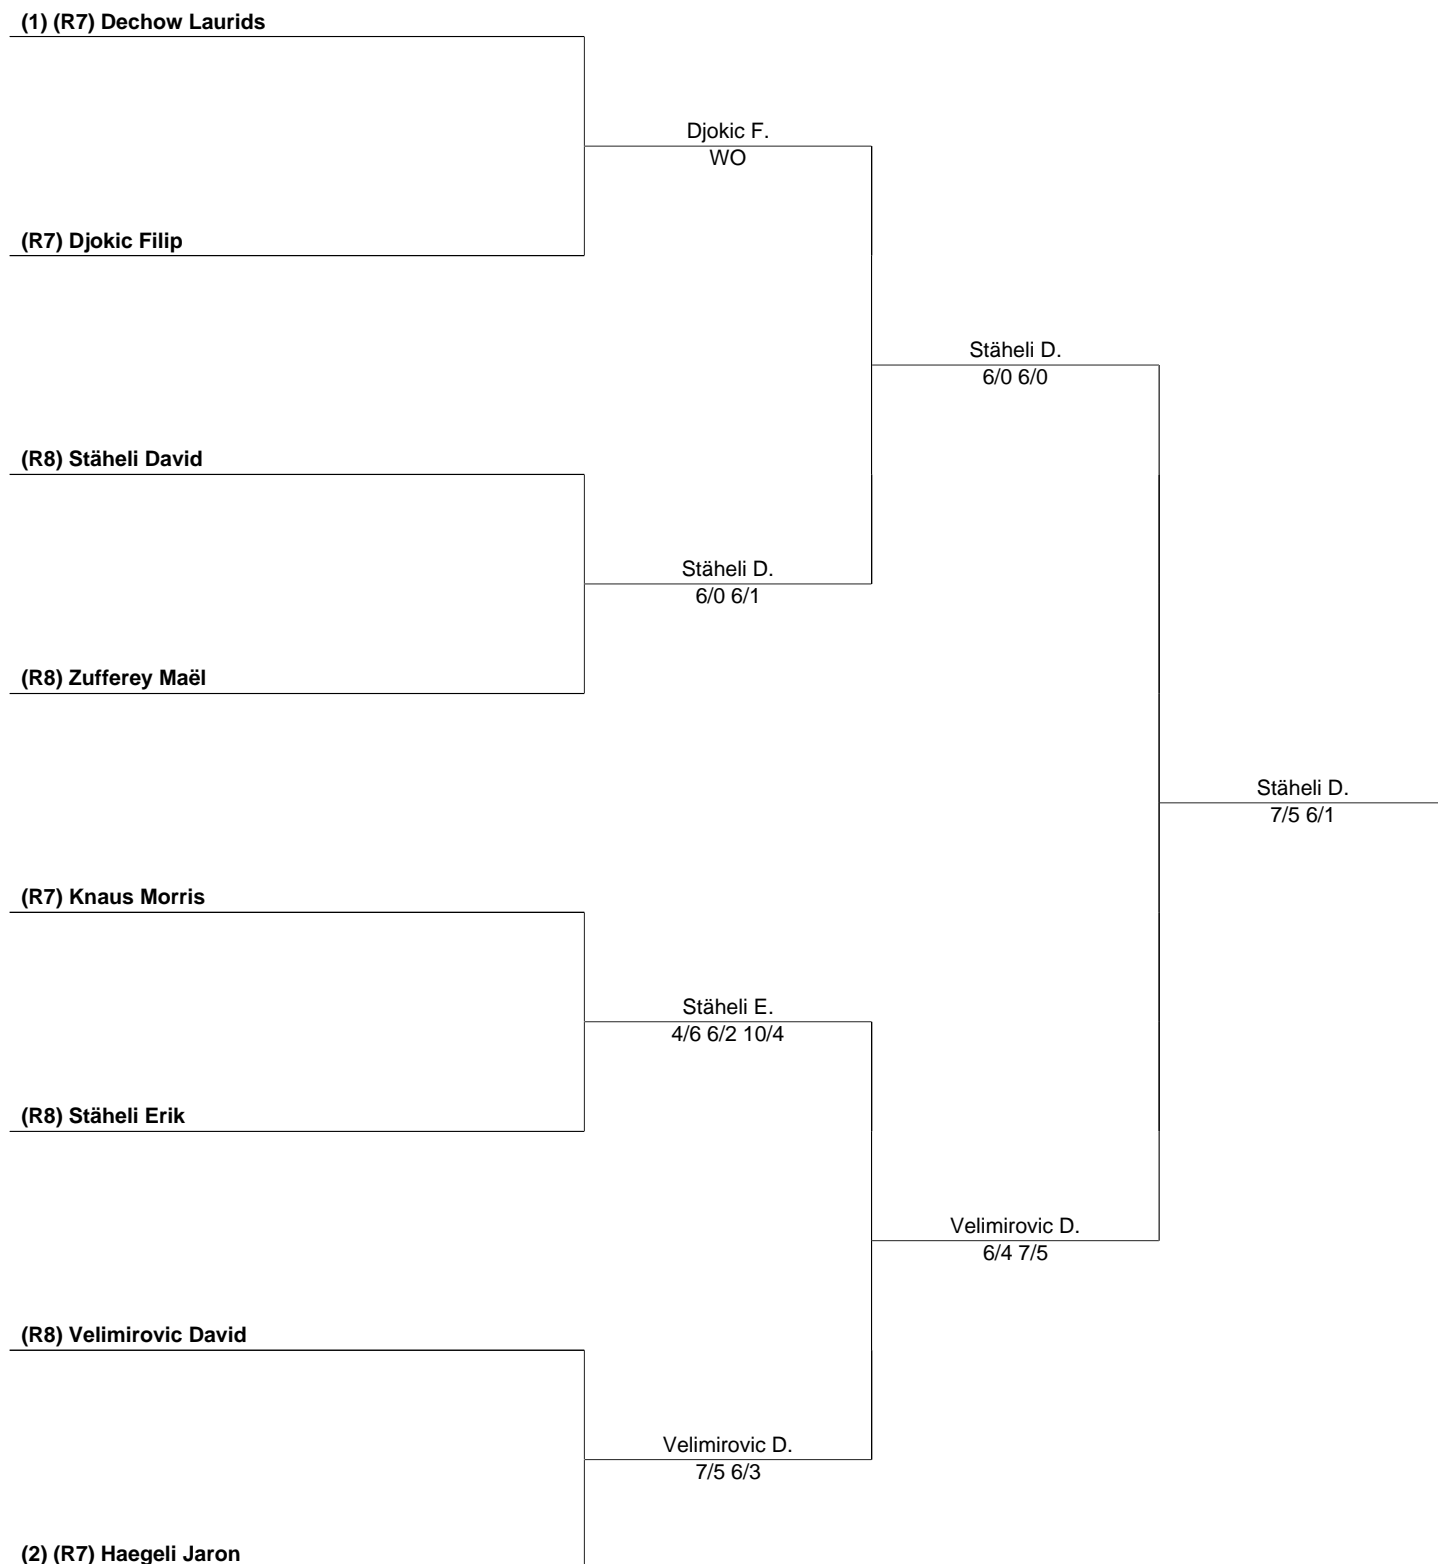 (1) (R7) Dechow Laurids
Djokic F.
WO
(R7) Djokic Filip
Stäheli D.
6/0 6/0
(R8) Stäheli David
Stäheli D.
6/0 6/1
(R8) Zufferey Maël
Stäheli D.
7/5 6/1
(R7) Knaus Morris
Stäheli E.
4/6 6/2 10/4
(R8) Stäheli Erik
Velimirovic D.
6/4 7/5
(R8) Velimirovic David
Velimirovic D.
7/5 6/3
(2) (R7) Haegeli Jaron